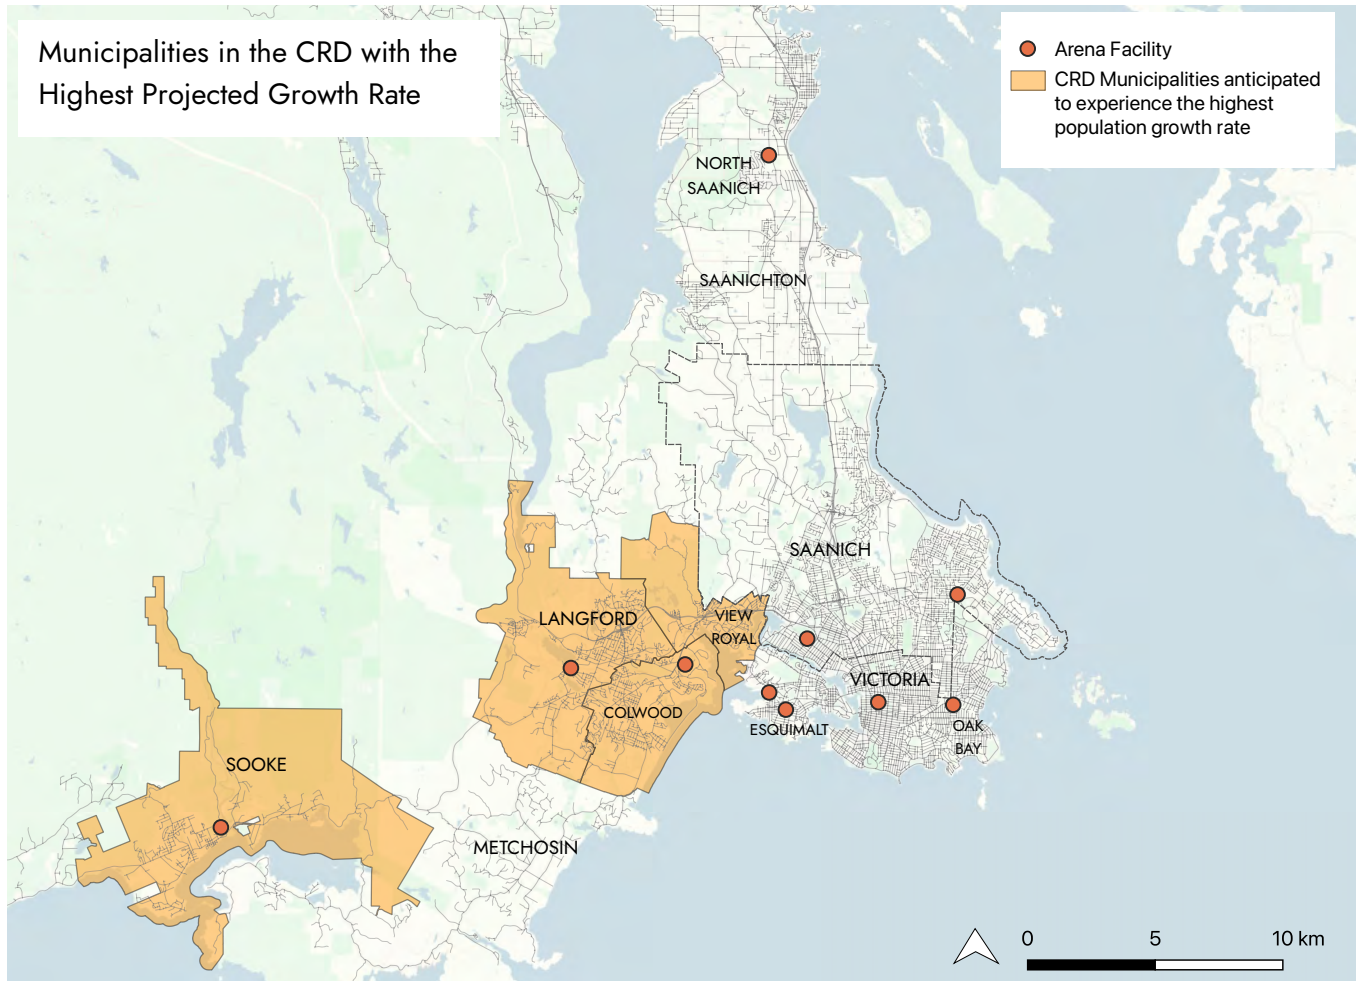 Municipalities in the CRD with the
Highest Projected Growth Rate
Arena Facility
CRD Municipalities anticipated
to experience the highest
population growth rate
NORTH
SAANICH
SAANICHTON
SAANICH
LANGFORD
VIEW
ROYAL
VICTORIA
COLWOOD
ESQUIMALT
OAK
BAY
SOOKE
METCHOSIN
0 5 10 km